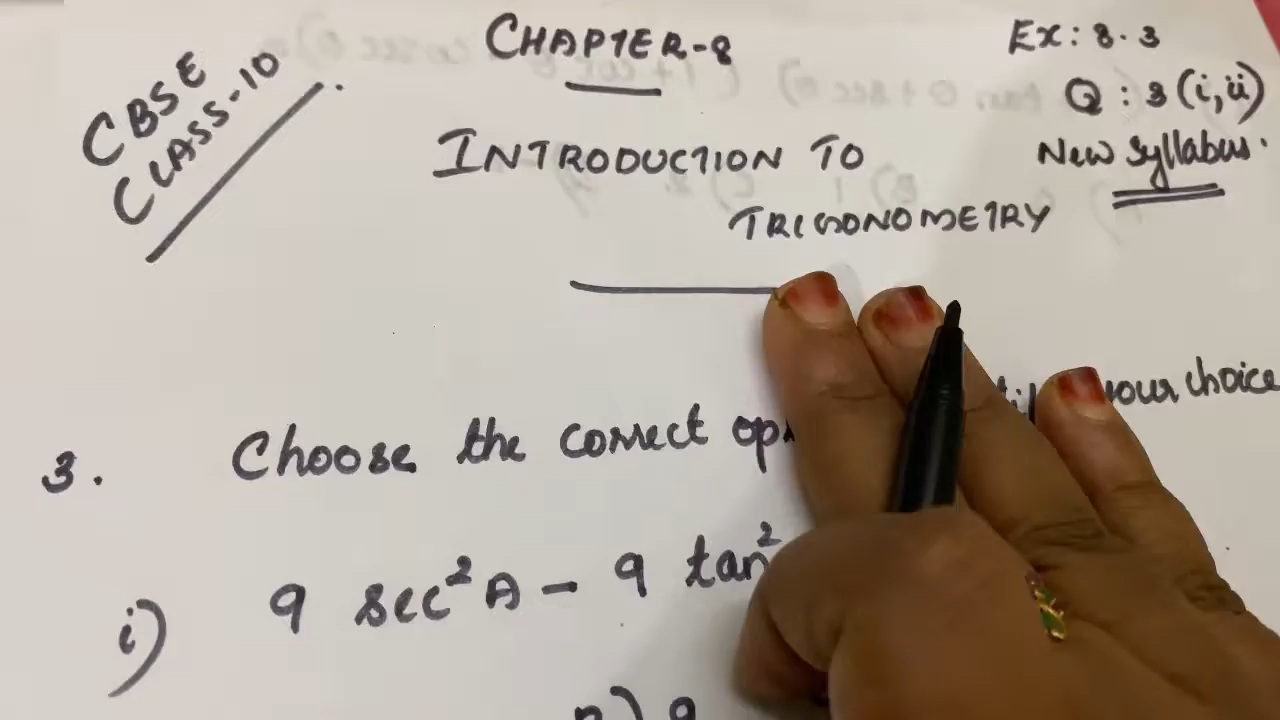 CBSE
CLASS-10
CHAPTER-8
INTRODUCTION TO
TRIGONOMETRY
Ex: 8.3
Q: 3 (i, ii)
New Syllabus.
3. Choose the correct your choice
i) 9 sec²A - 9 tan²
B) 9